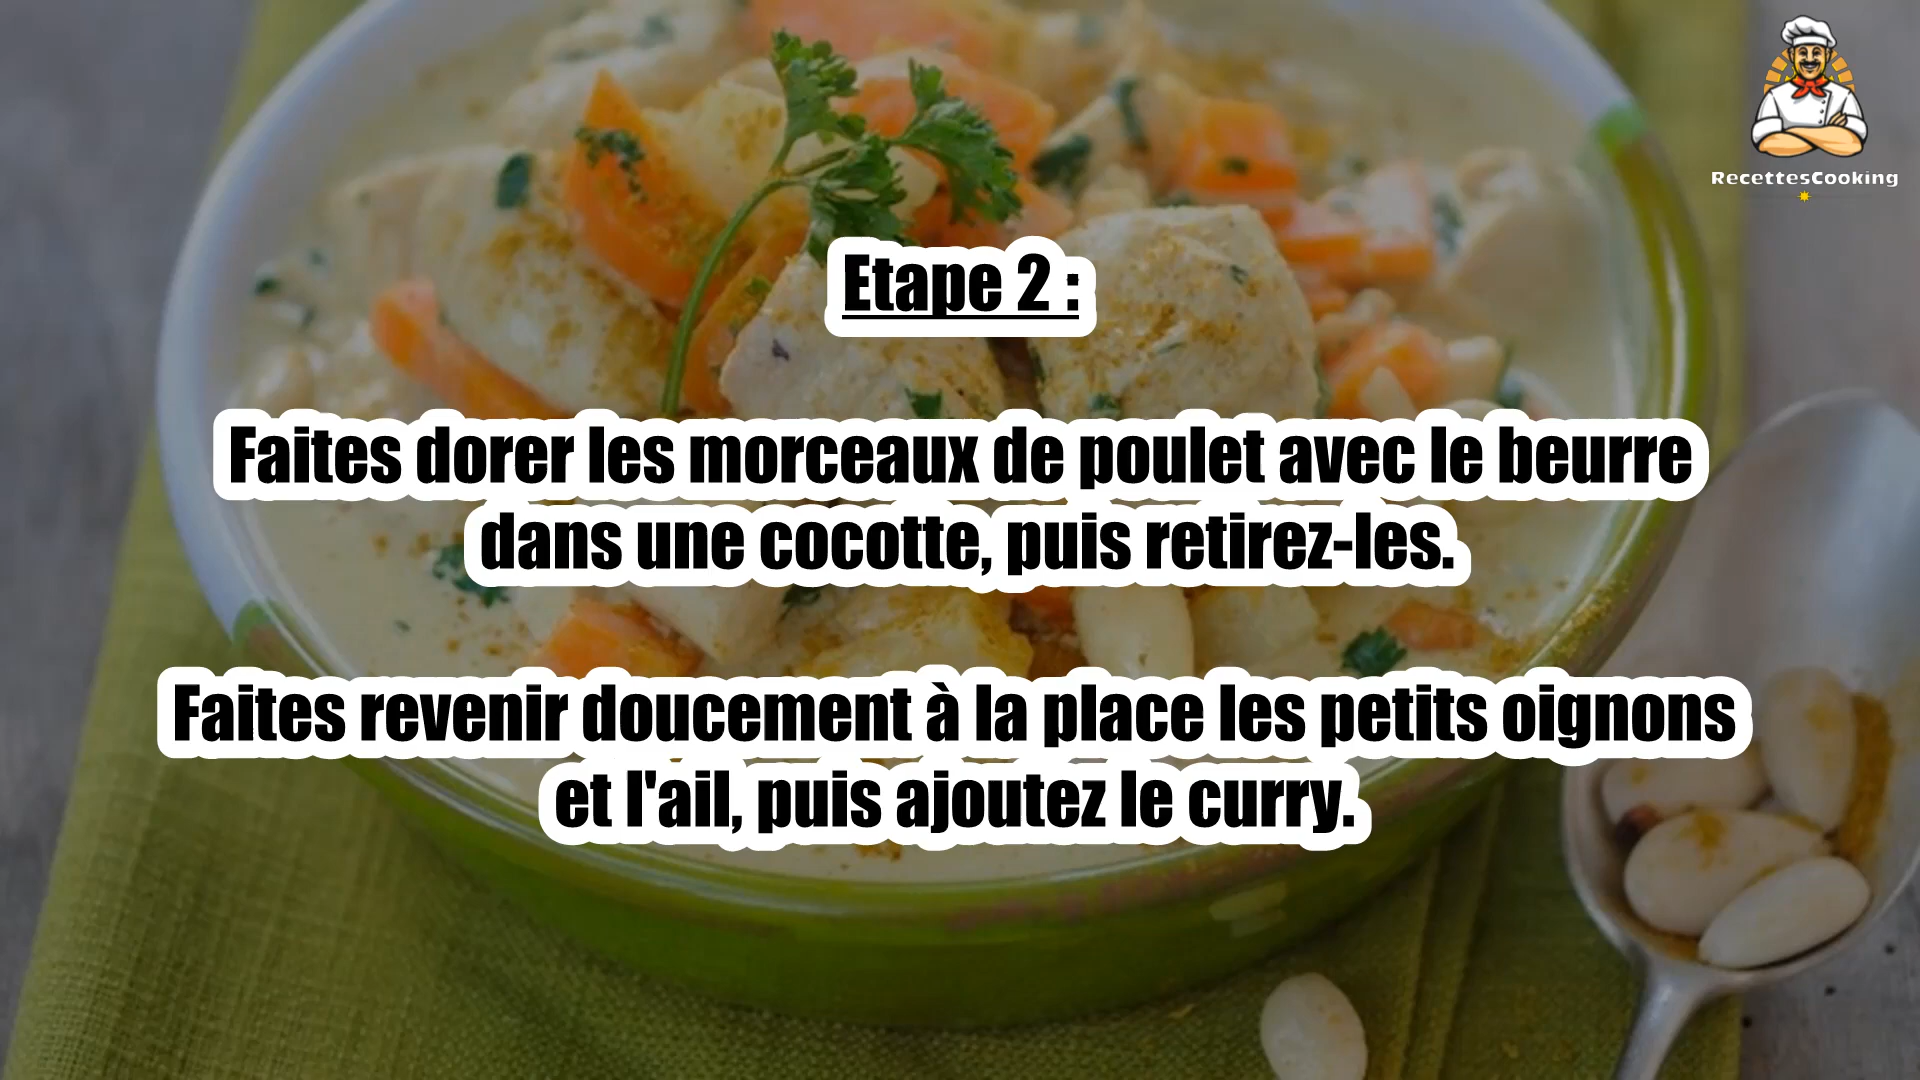 RecettesCooking
Etape 2 :
Faites dorer les morceaux de poulet avec le beurre
dans une cocotte, puis retirez-les.
Faites revenir doucement à la place les petits oignons
et l'ail, puis ajoutez le curry.